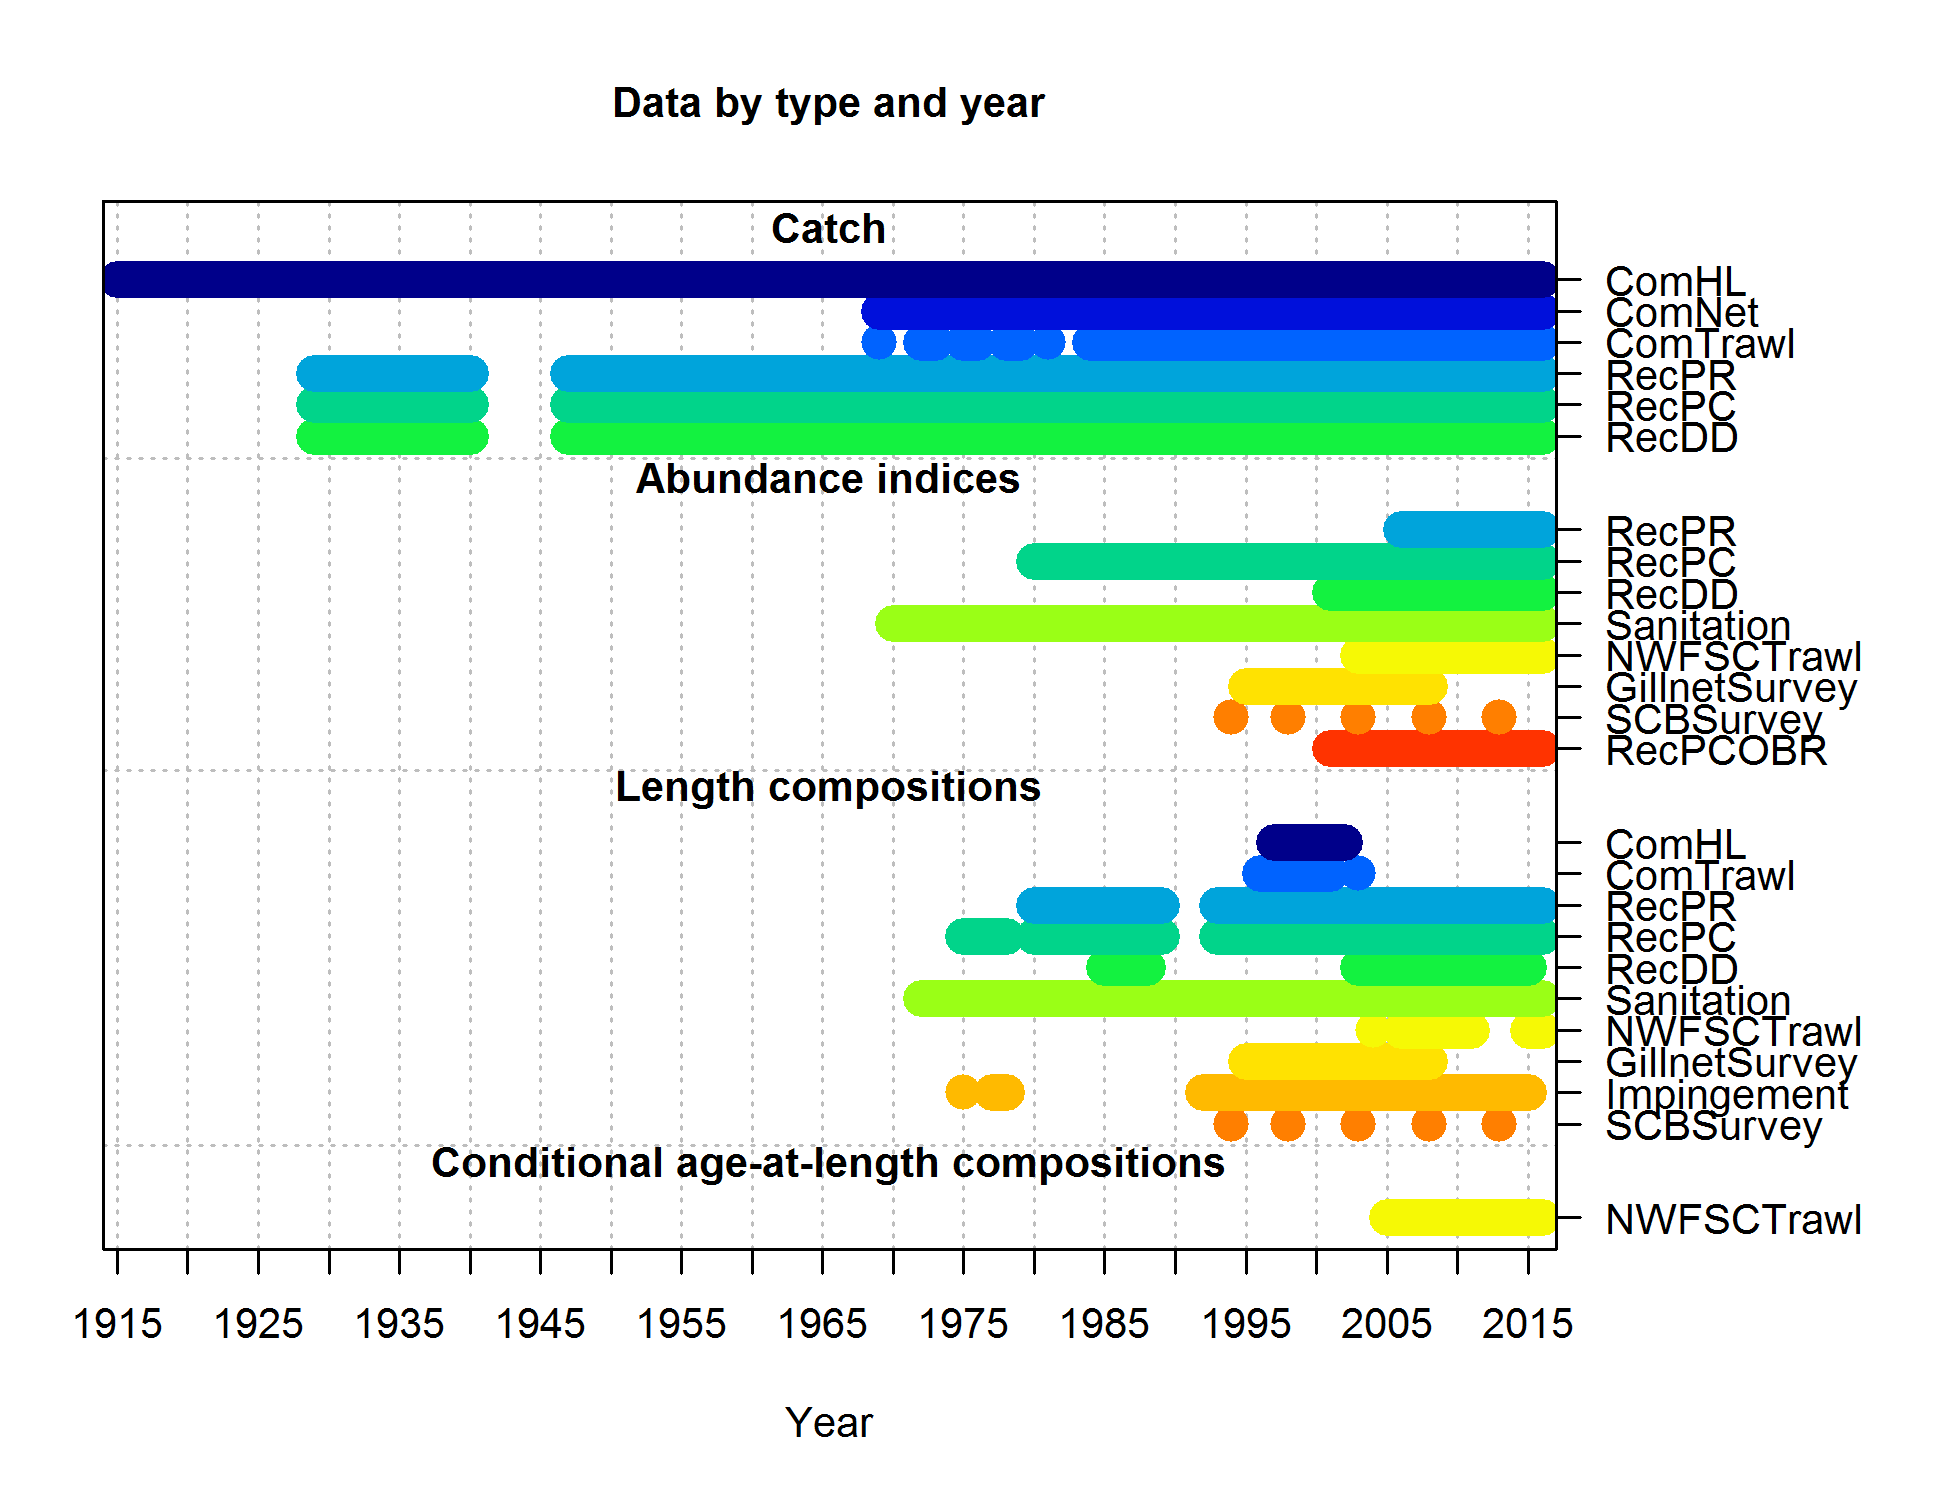 Data by type and year
Catch
ComHL
ComNet
ComTrawl
RecPR
RecPC
RecDD
Abundance indices
RecPR
RecPC
RecDD
Sanitation
NWFSCTrawl
GillnetSurvey
SCBSurvey
RecPCOBR
Length compositions
ComHL
ComTrawl
RecPR
RecPC
RecDD
Sanitation
NWFSCTrawl
GillnetSurvey
Impingement
SCBSurvey
Conditional age-at-length compositions
NWFSCTrawl
1915 1925 1935 1945 1955 1965 1975 1985 1995 2005 2015
Year